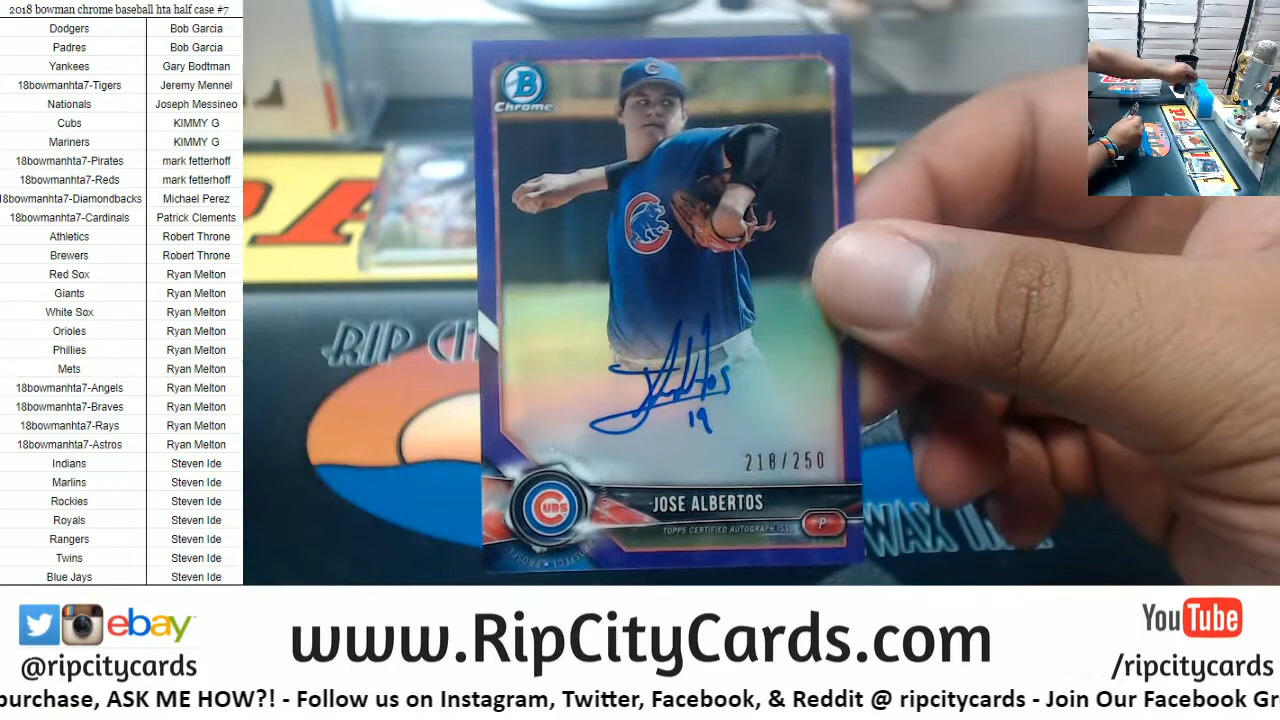 2018 bowman chrome baseball hta half case #7
Dodgers Bob Garcia
Padres Bob Garcia
Yankees Gary Bodtman
18bowmanhta7-Tigers Jeremy Mennel
Nationals Joseph Messineo
Cubs KIMMY G
Mariners KIMMY G
18bowmanhta7-Pirates mark fetterhoff
18bowmanhta7-Reds mark fetterhoff
18bowmanhta7-Diamondbacks Michael Perez
18bowmanhta7-Cardinals Patrick Clements
Athletics Robert Throne
Brewers Robert Throne
Red Sox Ryan Melton
Giants Ryan Melton
White Sox Ryan Melton
Orioles Ryan Melton
Phillies Ryan Melton
Mets Ryan Melton
18bowmanhta7-Angels Ryan Melton
18bowmanhta7-Braves Ryan Melton
18bowmanhta7-Rays Ryan Melton
18bowmanhta7-Astros Ryan Melton
Indians Steven Ide
Marlins Steven Ide
Rockies Steven Ide
Royals Steven Ide
Rangers Steven Ide
Twins Steven Ide
Blue Jays Steven Ide
B
Chrome
C
19
218/250
CUBS
JOSE ALBERTOS
TOPPS CERTIFIED AUTOGRAPH ISSUE
P
RIP CI
WAX
ebay
@ripcitycards
www.RipCityCards.com
YouTube
/ripcitycards
purchase, ASK ME HOW?! - Follow us on Instagram, Twitter, Facebook, & Reddit @ ripcitycards - Join Our Facebook Gr